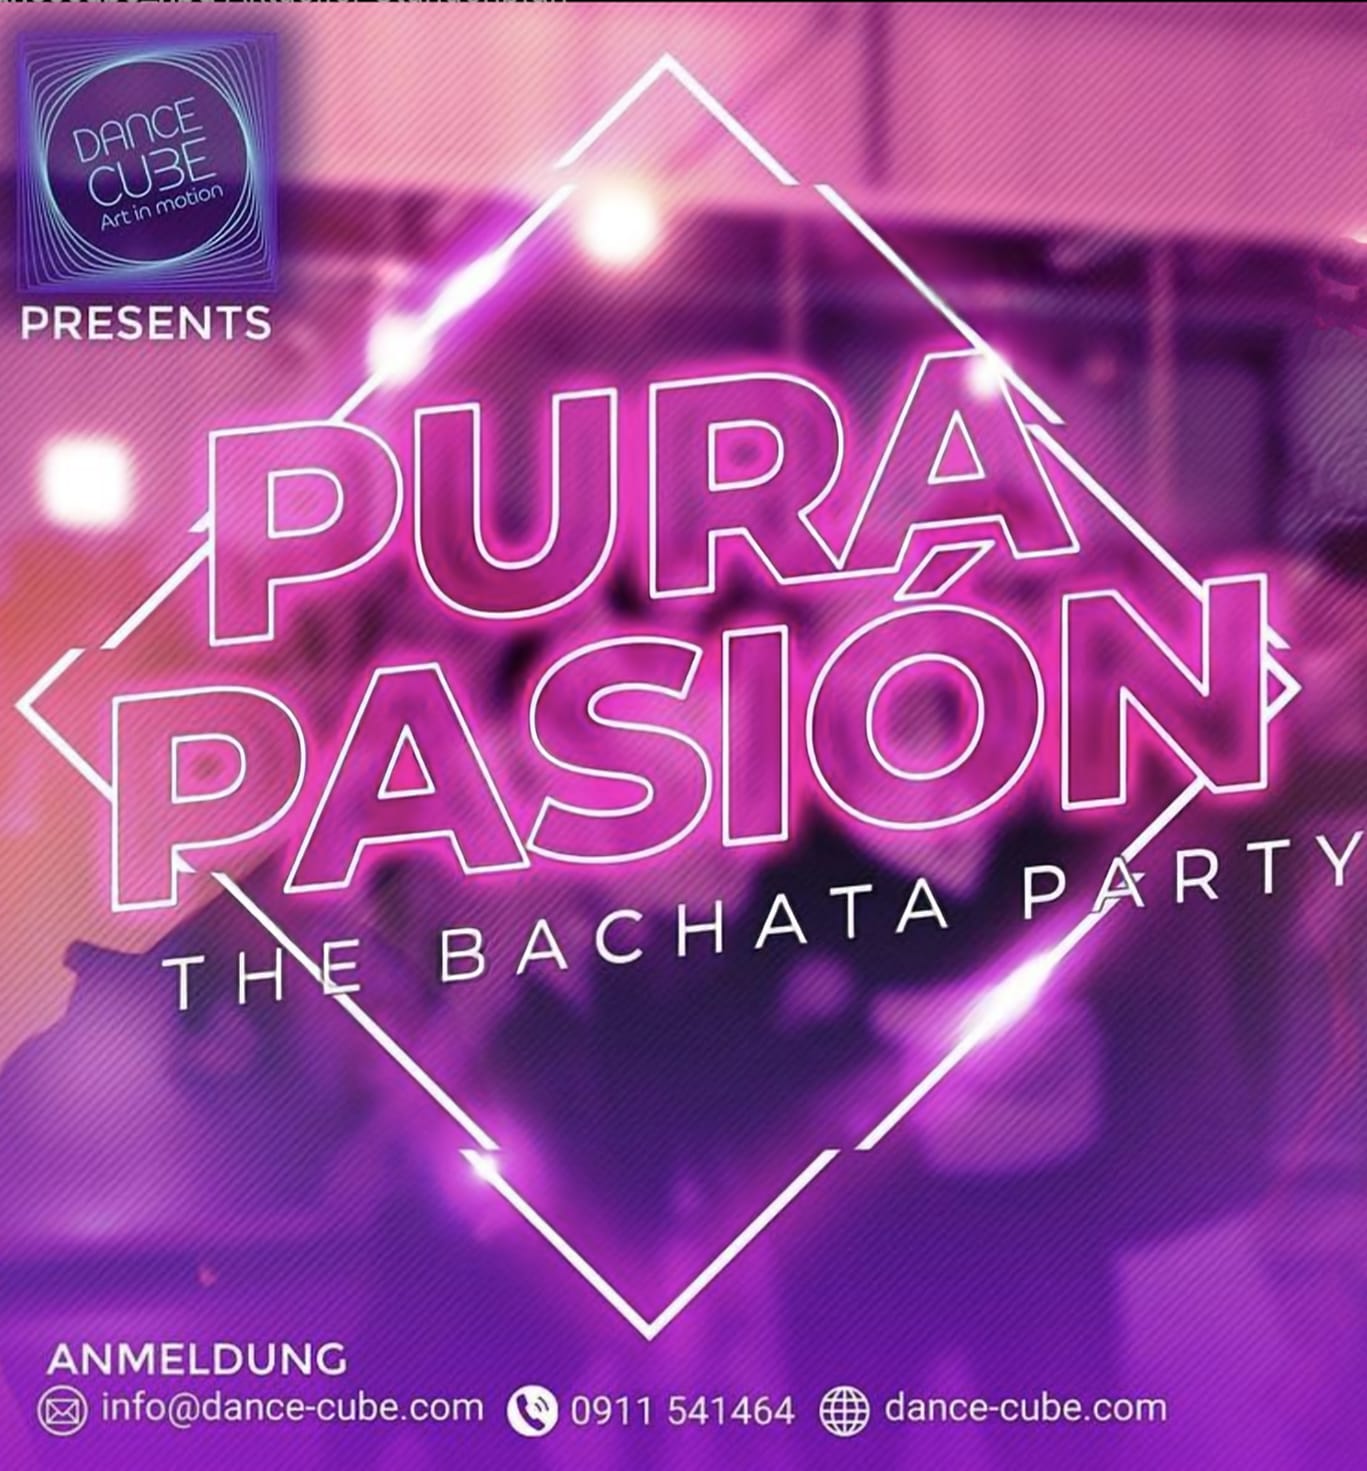 DANCE
CUBE
Art in motion
PRESENTS
PURA
PASIÓN
THE BACHATA PARTY
ANMELDUNG
info@dance-cube.com 0911 541464 dance-cube.com